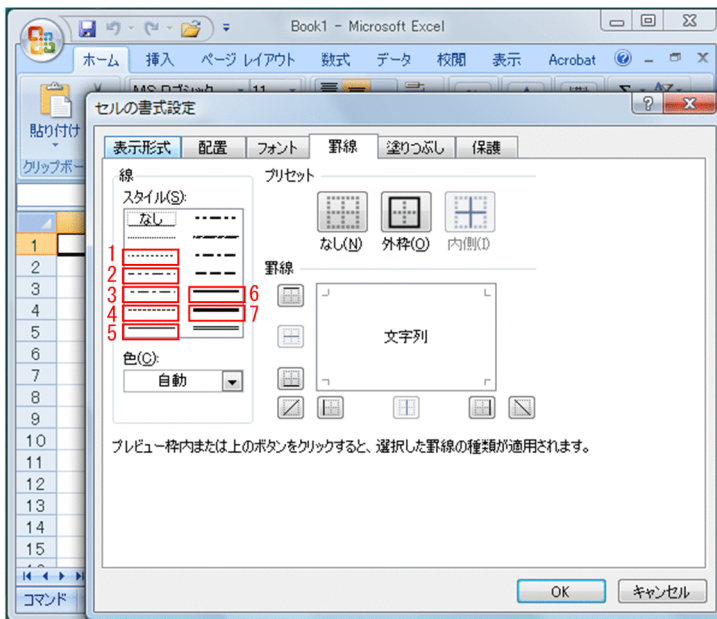 Book1 - Microsoft Excel
ホーム 挿入 ページ レイアウト 数式 データ 校閲 表示 Acrobat
貼り付け
クリップボー
セルの書式設定
表示形式 配置 フォント 罫線 塗りつぶし 保護
線 プリセット
スタイル(S):
なし
なし(N) 外枠(O) 内側(I)
罫線
1
2
3 6
4 7
5
文字列
色(C):
自動
プレビュー枠内または上のボタンをクリックすると、選択した罫線の種類が適用されます。
1
2
3
4
5
6
7
8
9
10
11
12
13
14
15
コマンド
OK キャンセル